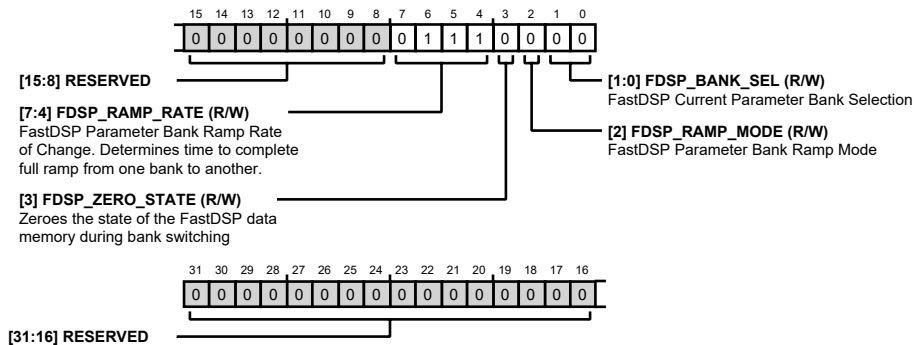 15 14 13 12 11 10 9 8 7 6 5 4 3 2 1 0
0 0 0 0 0 0 0 0 0 1 1 1 0 0 0 0
[15:8] RESERVED
[7:4] FDSP_RAMP_RATE (R/W)
FastDSP Parameter Bank Ramp Rate
of Change. Determines time to complete
full ramp from one bank to another.
[3] FDSP_ZERO_STATE (R/W)
Zeroes the state of the FastDSP data
memory during bank switching
[1:0] FDSP_BANK_SEL (R/W)
FastDSP Current Parameter Bank Selection
[2] FDSP_RAMP_MODE (R/W)
FastDSP Parameter Bank Ramp Mode
31 30 29 28 27 26 25 24 23 22 21 20 19 18 17 16
0 0 0 0 0 0 0 0 0 0 0 0 0 0 0 0
[31:16] RESERVED